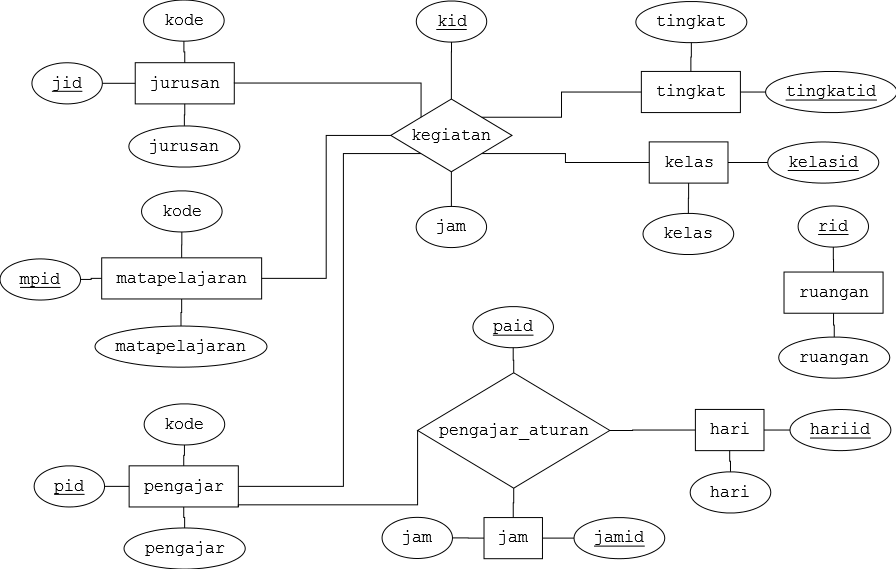 kode
kid
tingkat
jid
jurusan
tingkat
tingkatid
kegiatan
jurusan
kelas
kelasid
kode
jam
kelas
rid
mpid
matapelajaran
ruangan
paid
matapelajaran
ruangan
kode
pengajar_aturan
hari
hariid
pid
pengajar
hari
pengajar
jam
jam
jamid